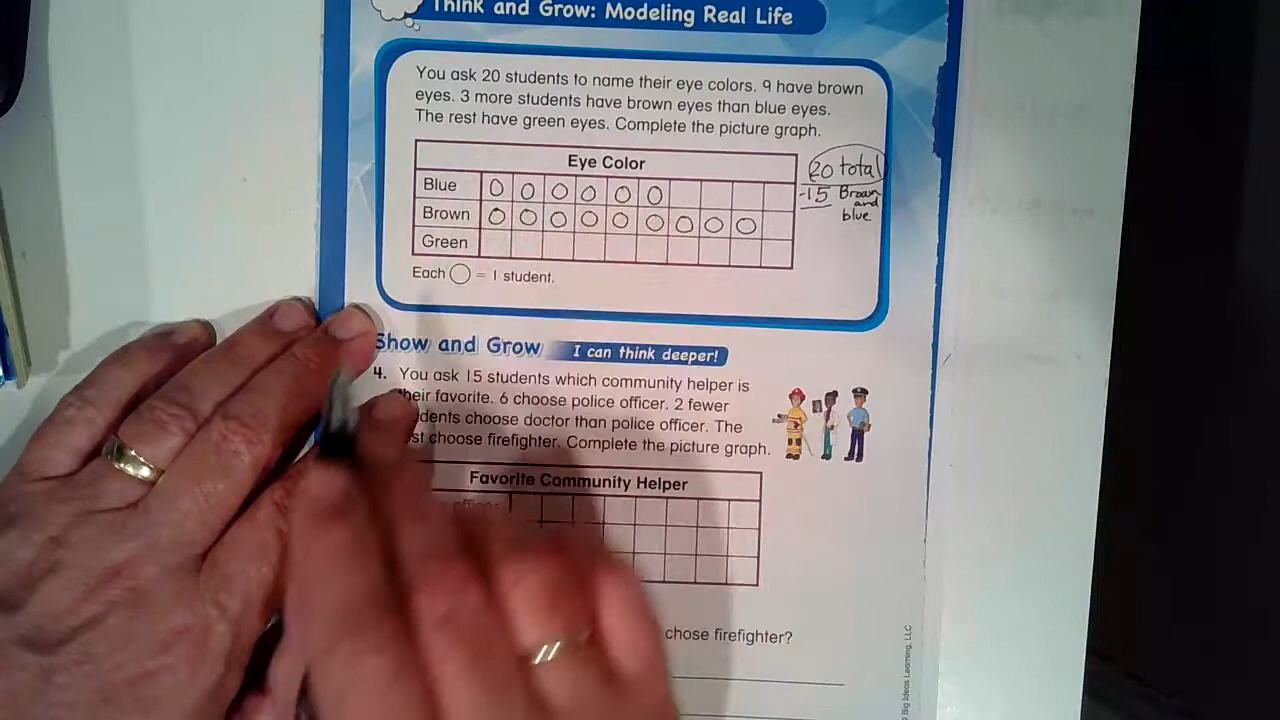 Think and Grow: Modeling Real Life
You ask 20 students to name their eye colors. 9 have brown
eyes. 3 more students have brown eyes than blue eyes.
The rest have green eyes. Complete the picture graph.
Eye Color
Blue
Brown
Green
20 total
-15 Brown
and
blue
Each = 1 student.
Show and Grow I can think deeper!
4. You ask 15 students which community helper is
their favorite. 6 choose police officer. 2 fewer
choose doctor than police officer. The
choose firefighter. Complete the picture graph.
Favorite Community Helper
officer
chose firefighter?
Big Ideas Learning, LLC